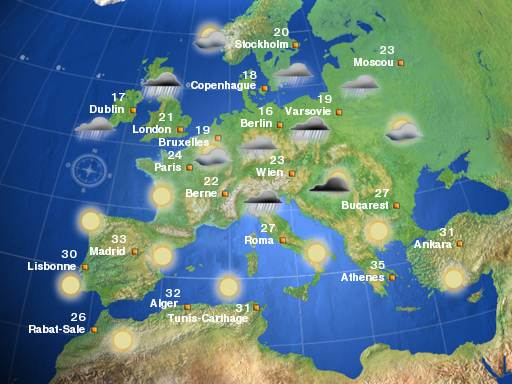 20
Stockholm
23
Moscou
18
Copenhague
17
Dublin
19
Varsovie
16
Berlin
21
London
19
Bruxelles
24
Paris
23
Wien
22
Berne
27
Bucarest
33
Madrid
27
Roma
31
Ankara
30
Lisbonne
35
Athenes
32
Alger
31
Tunis-Carthage
26
Rabat-Sale